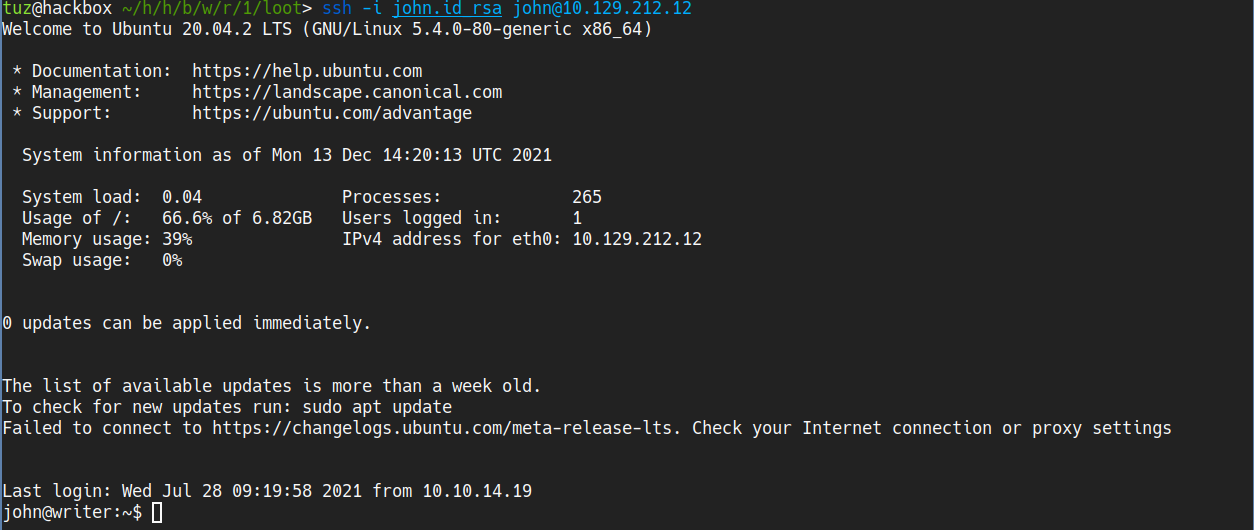 tuz@hackbox ~/h/h/b/w/r/1/loot> ssh -i john.id_rsa john@10.129.212.12
Welcome to Ubuntu 20.04.2 LTS (GNU/Linux 5.4.0-80-generic x86_64)
* Documentation:  https://help.ubuntu.com
* Management:     https://landscape.canonical.com
* Support:        https://ubuntu.com/advantage
System information as of Mon 13 Dec 14:20:13 UTC 2021
System load:  0.04               Processes:             265
Usage of /:   66.6% of 6.82GB   Users logged in:       1
Memory usage: 39%                IPv4 address for eth0: 10.129.212.12
Swap usage:   0%
0 updates can be applied immediately.
The list of available updates is more than a week old.
To check for new updates run: sudo apt update
Failed to connect to https://changelogs.ubuntu.com/meta-release-lts. Check your Internet connection or proxy settings
Last login: Wed Jul 28 09:19:58 2021 from 10.10.14.19
john@writer:~$